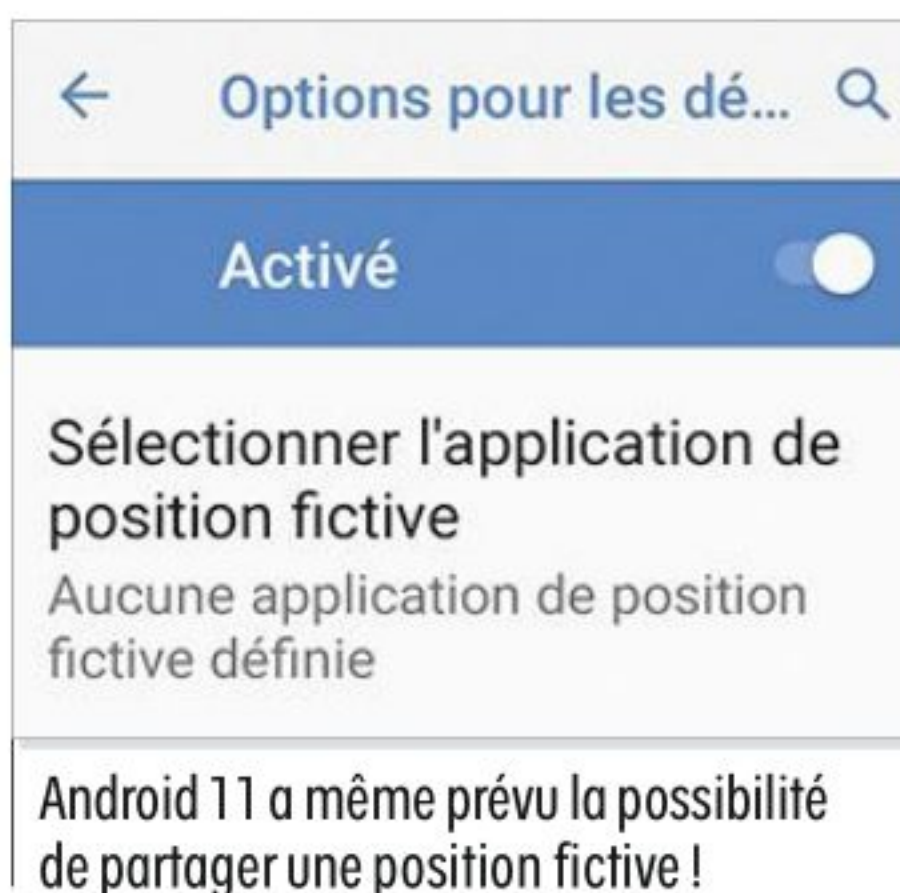 Options pour les dé...
Activé
Sélectionner l'application de
position fictive
Aucune application de position
fictive définie
Android 11 a même prévu la possibilité
de partager une position fictive !